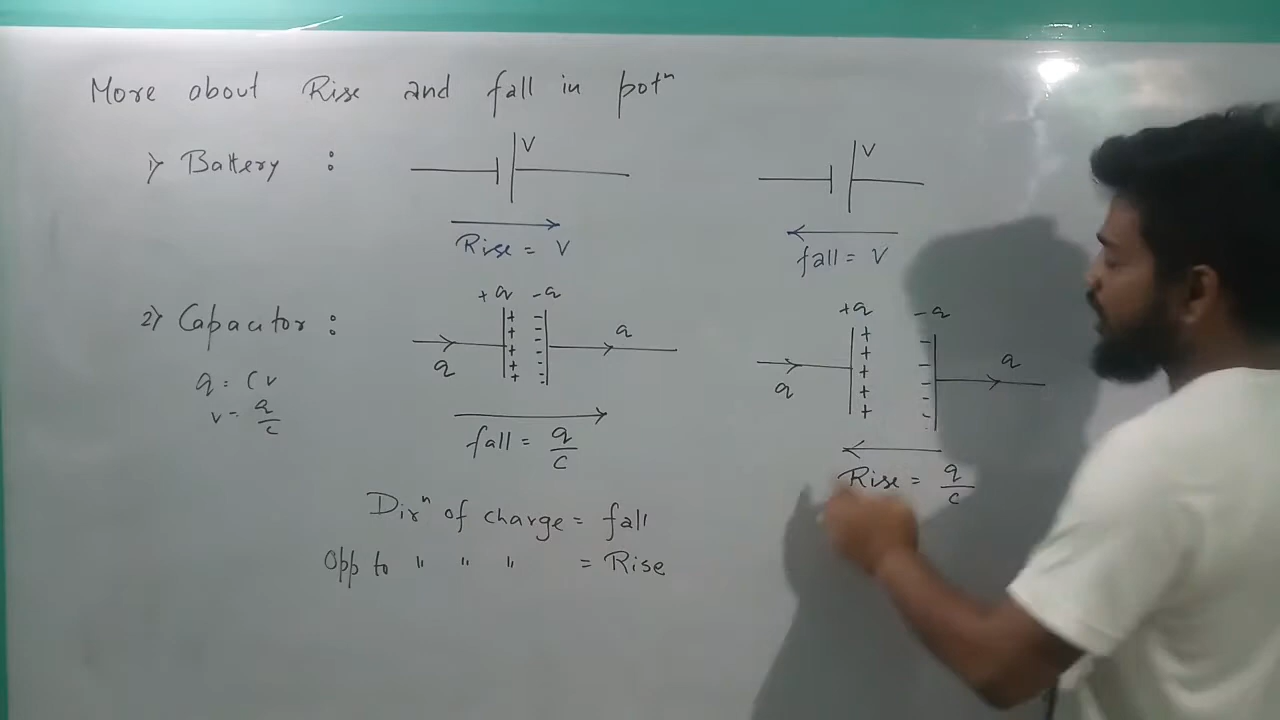 More about Rise and fall in potⁿ
1) Battery :
V
Rise = V
V
fall = V
2) Capacitor :
q = Cv
v = q/c
+q -q
q
q
fall = q/c
+q -q
q
q
Rise = q/c
Dirⁿ of charge = fall
Opp to " " " = Rise